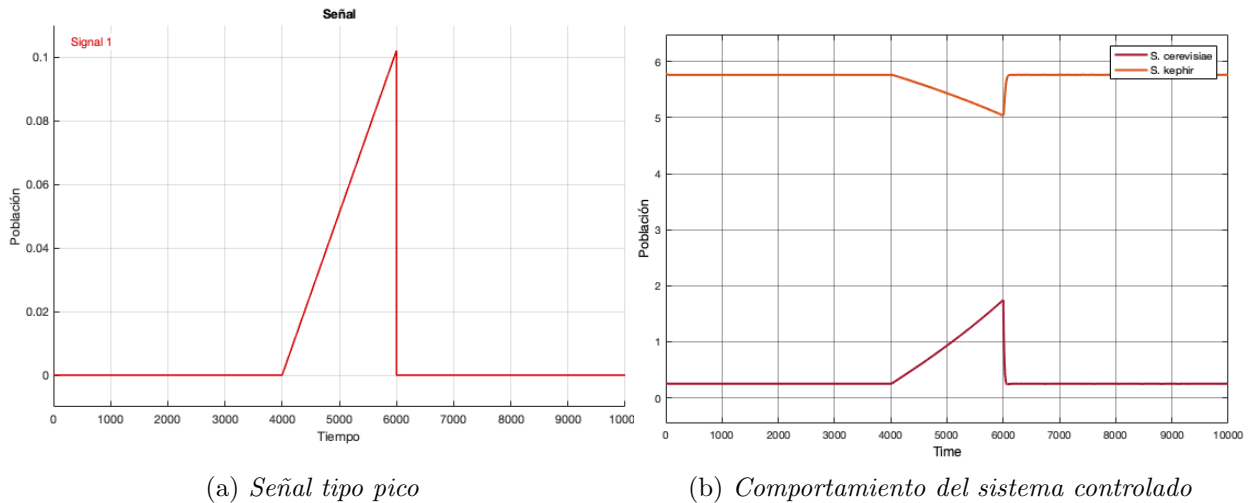 Señal
Signal 1
0.1
0.08
0.06
0.04
0.02
0
Población
0 1000 2000 3000 4000 5000 6000 7000 8000 9000 1000
Tiempo
(a) Señal tipo pico
S. cerevisiae
S. kephir
6
5
4
3
2
1
0
Población
0 1000 2000 3000 4000 5000 6000 7000 8000 9000 10000
Time
(b) Comportamiento del sistema controlado